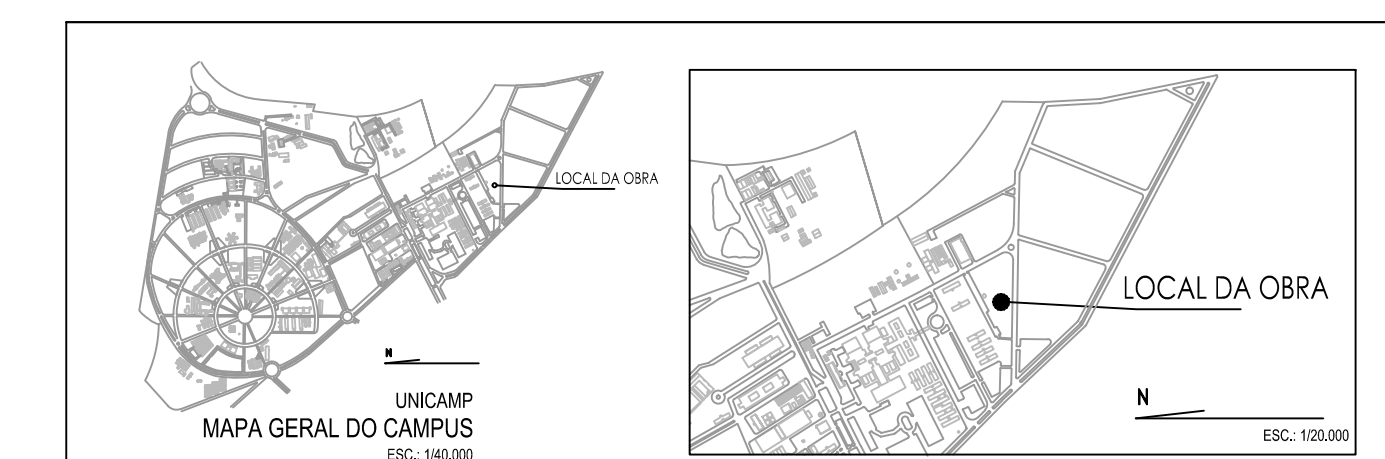 LOCAL DA OBRA
N
UNICAMP
MAPA GERAL DO CAMPUS
ESC.: 1/40.000
LOCAL DA OBRA
N
ESC.: 1/20.000